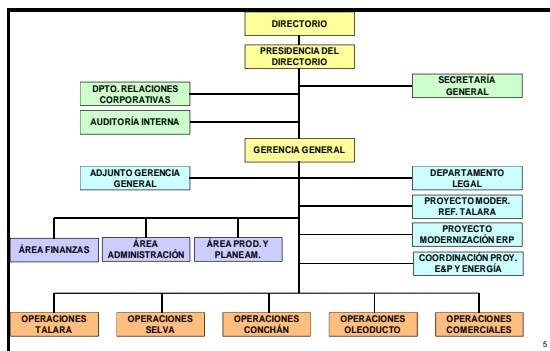 DIRECTORIO
PRESIDENCIA DEL
DIRECTORIO
SECRETARÍA
GENERAL
DPTO. RELACIONES
CORPORATIVAS
AUDITORÍA INTERNA
GERENCIA GENERAL
ADJUNTO GERENCIA
GENERAL
DEPARTAMENTO
LEGAL
PROYECTO MODER.
REF. TALARA
PROYECTO
MODERNIZACIÓN ERP
COORDINACIÓN PROY.
E&P Y ENERGÍA
ÁREA FINANZAS
ÁREA
ADMINISTRACIÓN
ÁREA PROD. Y
PLANEAM.
OPERACIONES
TALARA
OPERACIONES
SELVA
OPERACIONES
CONCHÁN
OPERACIONES
OLEODUCTO
OPERACIONES
COMERCIALES
5